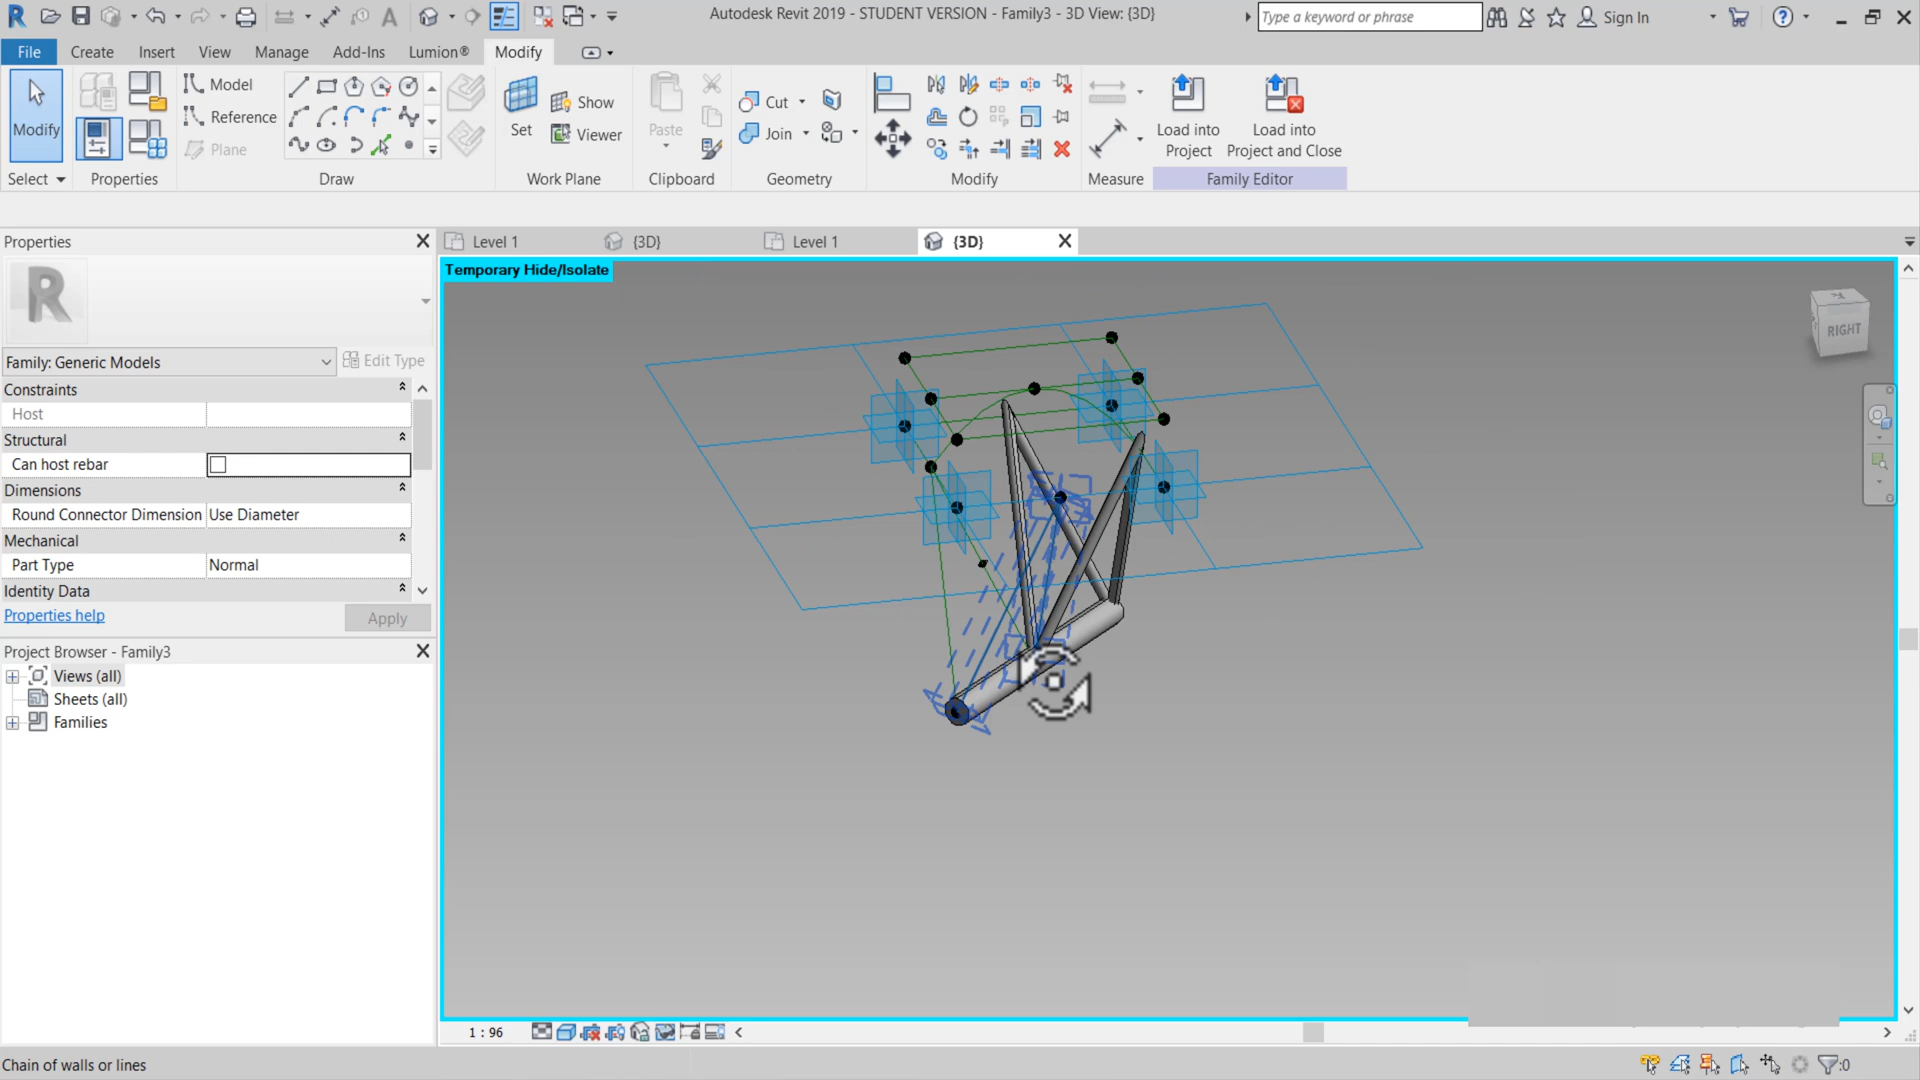 Autodesk Revit 2019 - STUDENT VERSION - Family3 - 3D View: {3D}
Type a keyword or phrase
Sign In
File
Create
Insert
View
Manage
Add-Ins
Lumion®
Modify
Modify
Model
Reference
Plane
Set
Show
Viewer
Paste
Cut
Join
Load into
Project
Load into
Project and Close
Select
Properties
Draw
Work Plane
Clipboard
Geometry
Modify
Measure
Family Editor
Properties
Level 1
{3D}
Level 1
{3D}
Temporary Hide/Isolate
RIGHT
R
Family: Generic Models
Edit Type
Constraints
Host
Structural
Can host rebar
Dimensions
Round Connector Dimension
Use Diameter
Mechanical
Part Type
Normal
Identity Data
Properties help
Apply
Project Browser - Family3
Views (all)
Sheets (all)
Families
1 : 96
Chain of walls or lines
:0